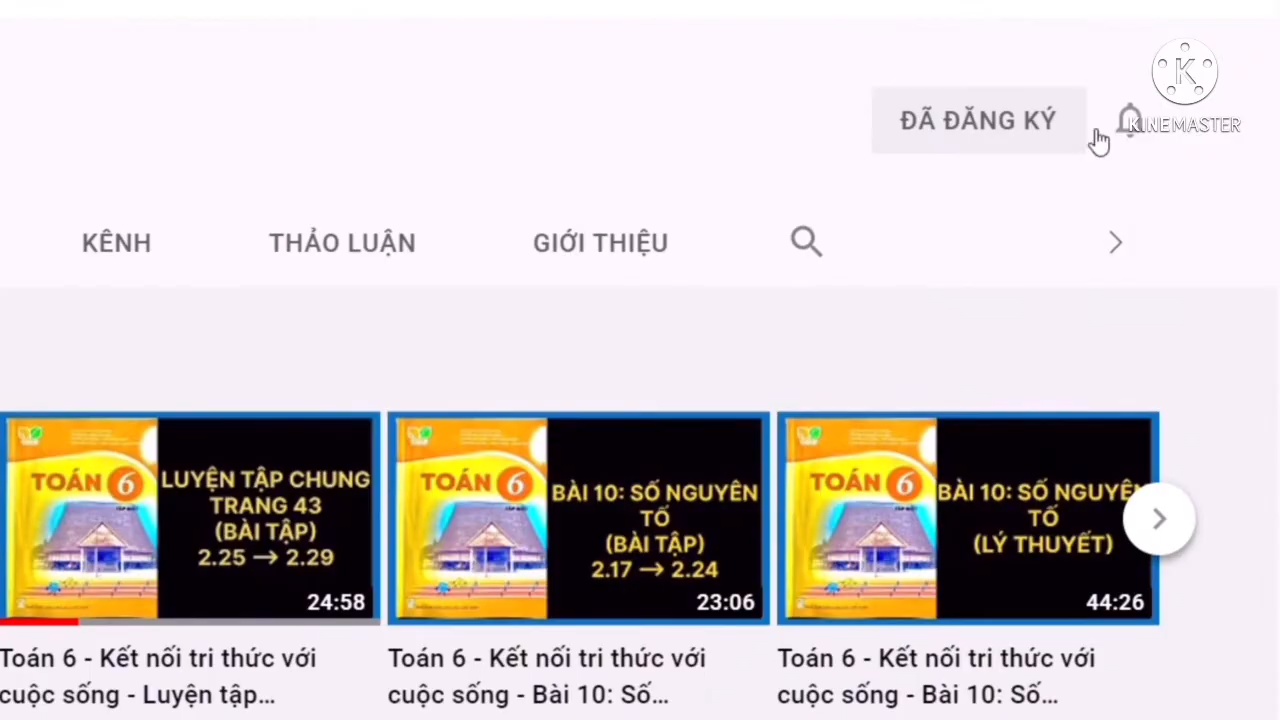 K
KINEMASTER
ĐÃ ĐĂNG KÝ
KÊNH
THẢO LUẬN
GIỚI THIỆU
TOÁN 6
LUYỆN TẬP CHUNG
TRANG 43
(BÀI TẬP)
2.25 → 2.29
24:58
TOÁN 6
BÀI 10: SỐ NGUYÊN
TỐ
(BÀI TẬP)
2.17 → 2.24
23:06
TOÁN 6
BÀI 10: SỐ NGUYÊN
TỐ
(LÝ THUYẾT)
44:26
Toán 6 - Kết nối tri thức với
cuộc sống - Luyện tập...
Toán 6 - Kết nối tri thức với
cuộc sống - Bài 10: Số...
Toán 6 - Kết nối tri thức với
cuộc sống - Bài 10: Số...